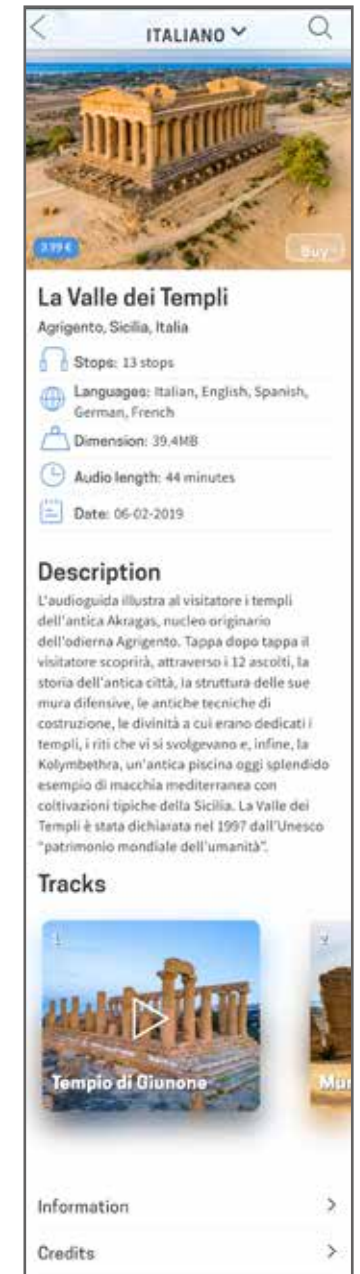 ITALIANO
3.99 €
Buy
La Valle dei Templi
Agrigento, Sicilia, Italia
Stops: 13 stops
Languages: Italian, English, Spanish,
German, French
Dimension: 39.4MB
Audio length: 44 minutes
Date: 06-02-2019
Description
L'audioguida illustra al visitatore i templi
dell'antica Akragas, nucleo originario
dell'odierna Agrigento. Tappa dopo tappa il
visitatore scoprirà, attraverso i 12 ascolti, la
storia dell'antica città, la struttura delle sue
mura difensive, le antiche tecniche di
costruzione, le divinità a cui erano dedicati i
templi, i riti che vi si svolgevano e, infine, la
Kolymbethra, un'antica piscina oggi splendido
esempio di macchia mediterranea con
coltivazioni tipiche della Sicilia. La Valle dei
Templi è stata dichiarata nel 1997 dall'Unesco
"patrimonio mondiale dell'umanità".
Tracks
1
2
Tempio di Giunone
Mur
Information
Credits